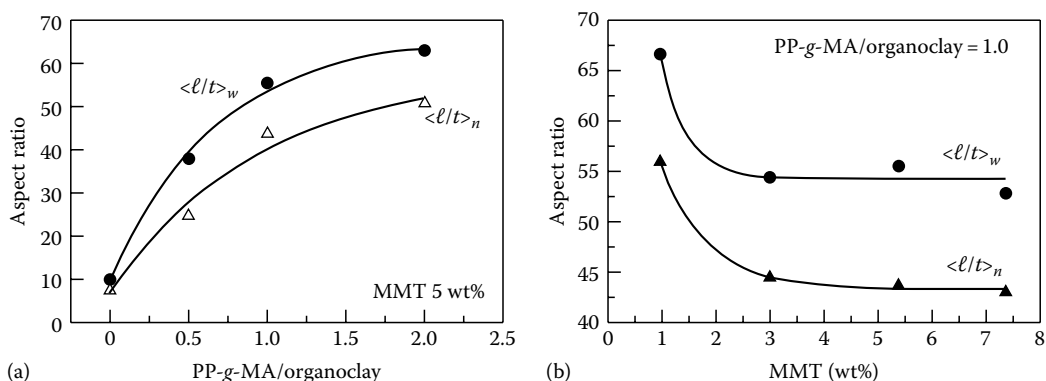 70
60
50
40
30
20
10
0
Aspect ratio
<ℓ/t>w
<ℓ/t>n
MMT 5 wt%
0.0 0.5 1.0 1.5 2.0 2.5
(a)
PP-g-MA/organoclay
70
65
60
55
50
45
40
Aspect ratio
PP-g-MA/organoclay = 1.0
<ℓ/t>w
<ℓ/t>n
0 1 2 3 4 5 6 7 8
(b)
MMT (wt%)